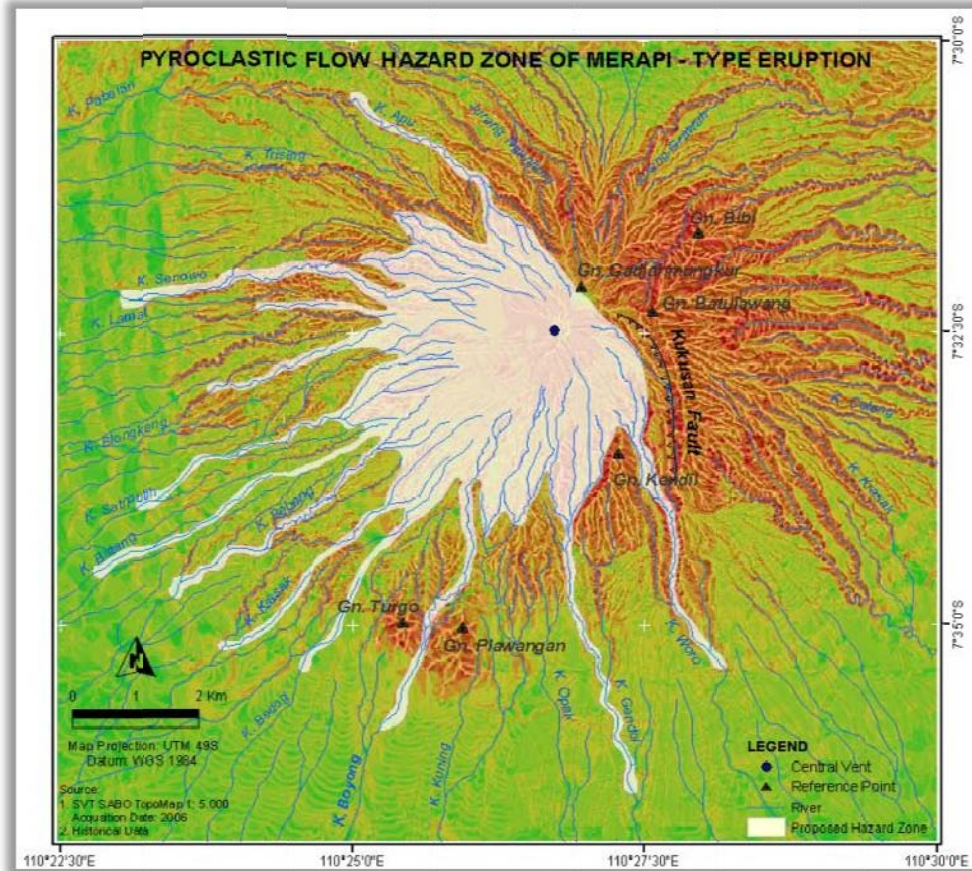 PYROCLASTIC FLOW HAZARD ZONE OF MERAPI - TYPE ERUPTION
7°30'0"S
K. Pabelan
K. Apu
K. Trising
Gn. Bibi
K. Senowo
Gn. Batulawang
K. Lamat
7°32'30"S
Kukusan Fault
K. Blongkeng
Gn. Kendil
K. Sat/Putih
K. Bebeng
K. Batang
K. Krasak
Gn. Turgo
Gn. Plawangan
K. Woro
7°35'0"S
N
0 1 2 Km
K. Bedog
K. Opak
K. Gendol
Map Projection: UTM 49S
Datum: WGS 1984
K. Boyong
K. Kuning
LEGEND
Central Vent
Reference Point
River
Proposed Hazard Zone
Source:
1. SVT SABO TopoMap 1: 5.000
Acquisition Date: 2006
2. Historical Data
110°22'30"E
110°25'0"E
110°27'30"E
110°30'0"E